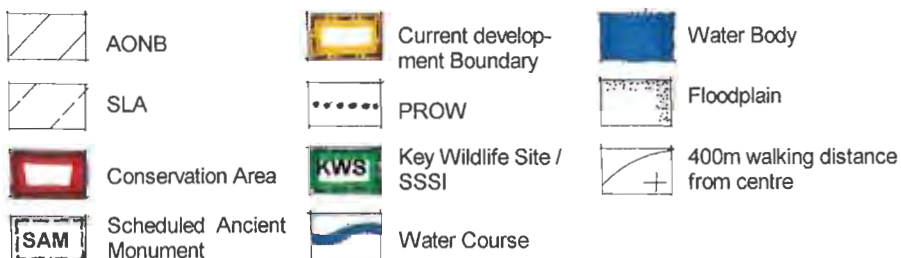 AONB
SLA
Conservation Area
SAM
Scheduled Ancient
Monument
Current develop-
ment Boundary
PROW
KWS
Key Wildlife Site /
SSSI
Water Course
Water Body
Floodplain
400m walking distance
from centre